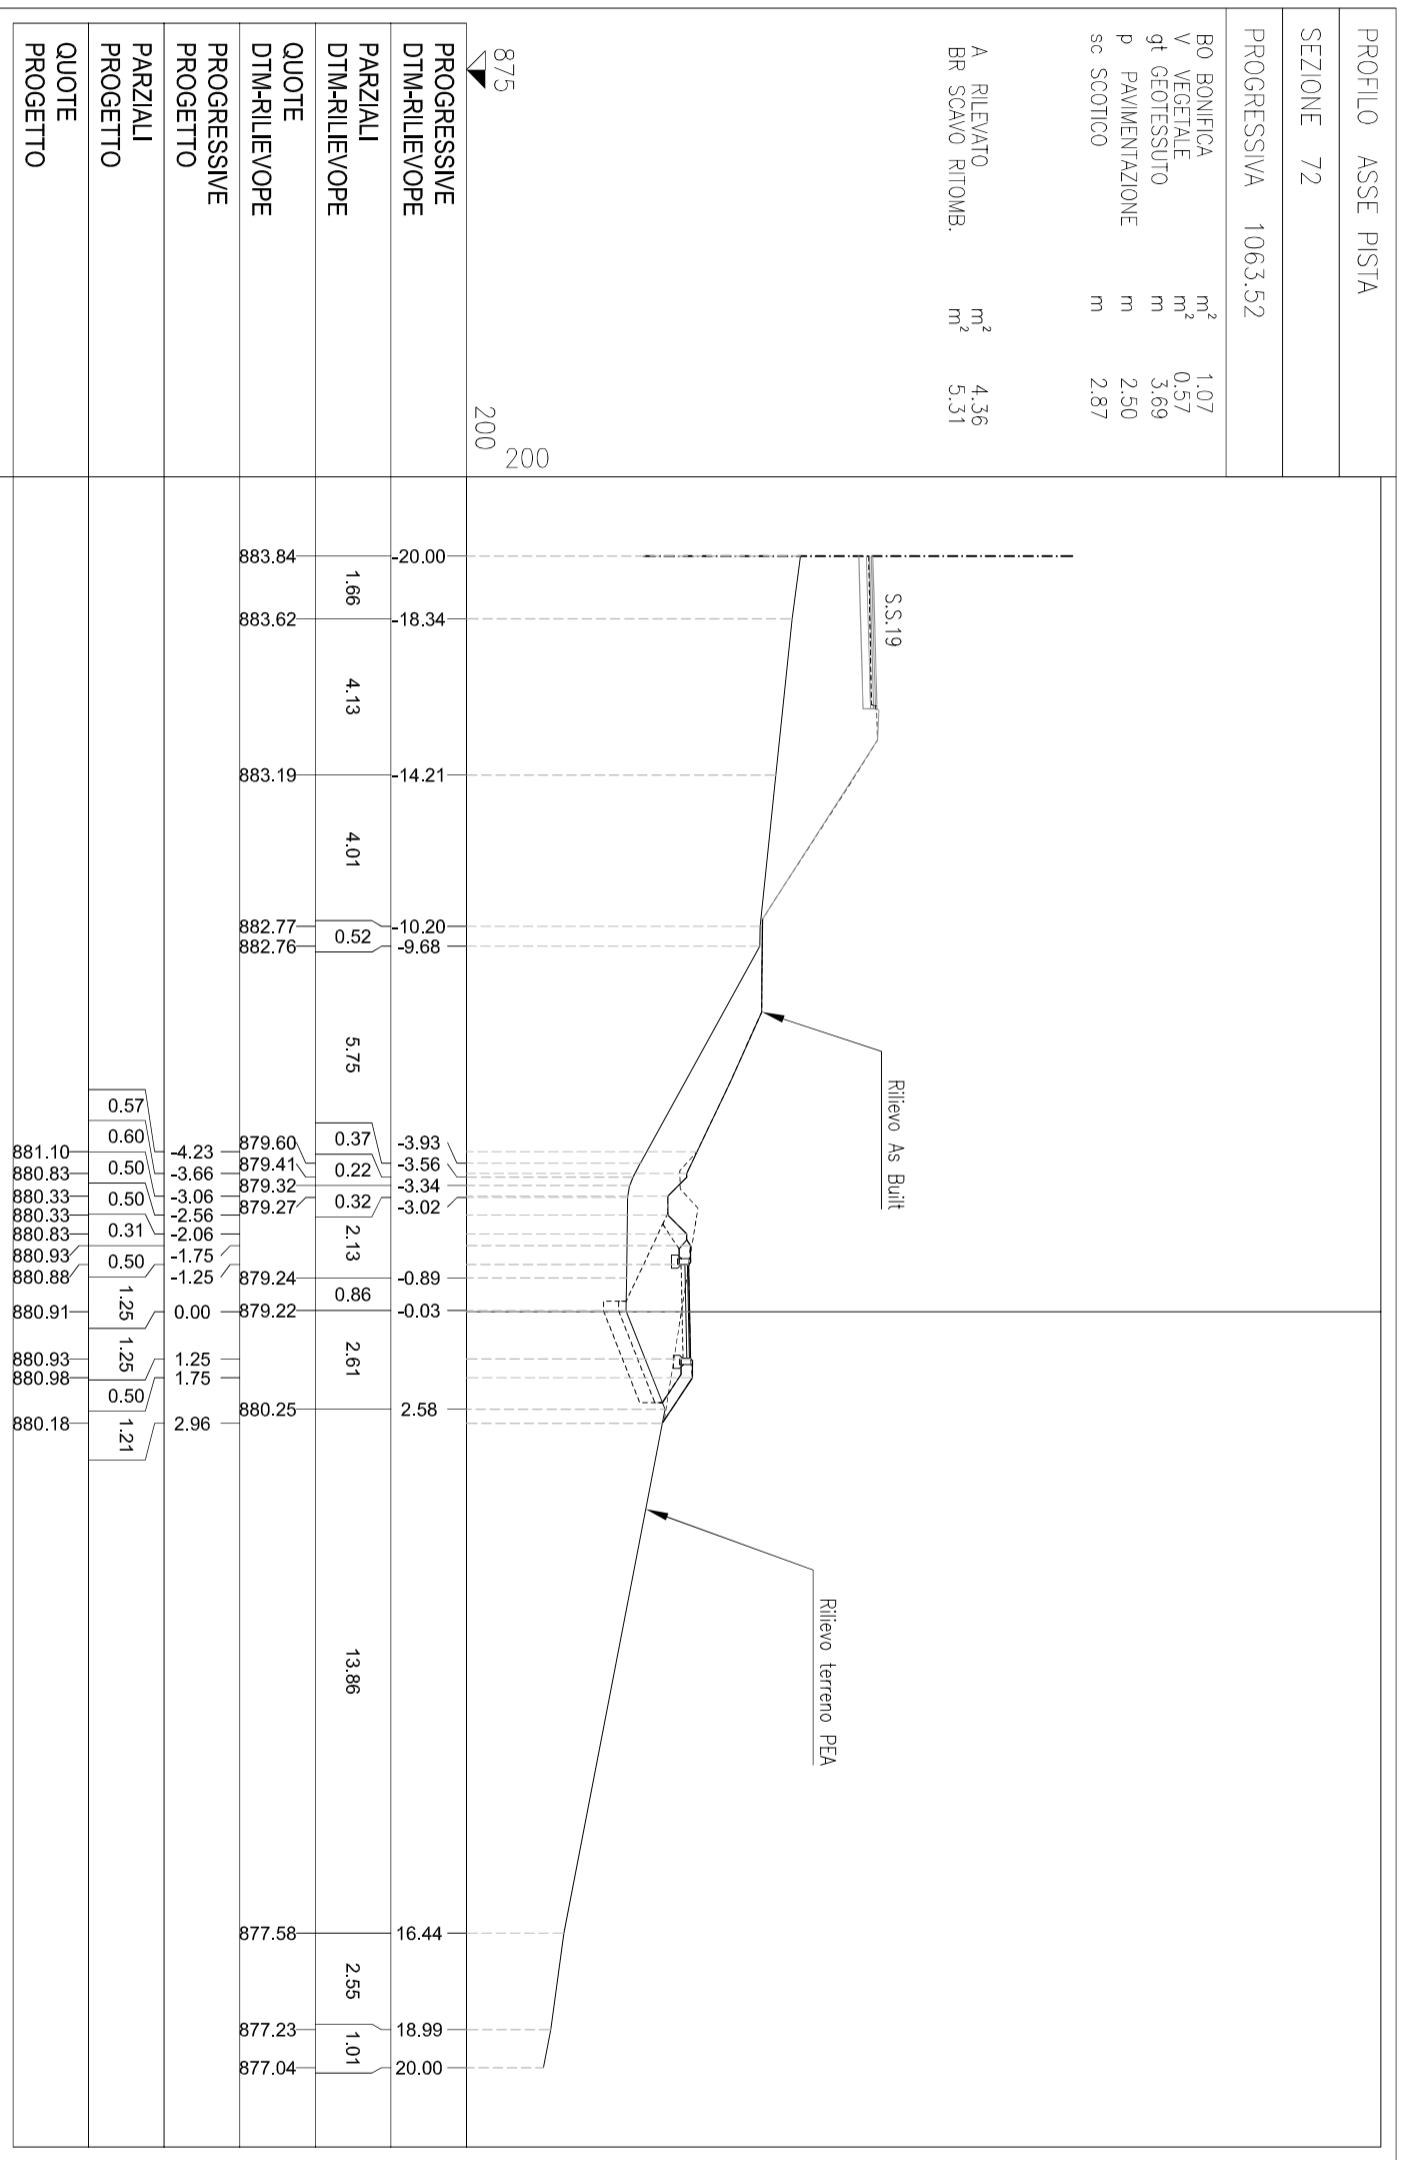 PROFILO ASSE PISTA
SEZIONE 72
PROGRESSIVA 1063.52
BO BONIFICA m² 1.07
V VEGETALE m² 0.57
gt GEOTESSUTO m 3.69
p PAVIMENTAZIONE m 2.50
sc SCOTICO m 2.87
A RILEVATO m² 4.36
BR SCAVO RITOMB. m² 5.31
S.S.19
Rilievo As Built
Rilievo terreno PEA
200
200
875
PROGRESSIVE
DTM-RILIEVOPE
-20.00 -18.34 -14.21 -10.20 -9.68 -3.93 -3.56 -3.34 -3.02 -0.89 -0.03 2.58 16.44 18.99 20.00
PARZIALI
DTM-RILIEVOPE
1.66 4.13 4.01 0.52 5.75 0.37 0.22 0.32 2.13 0.86 2.61 13.86 2.55 1.01
QUOTE
DTM-RILIEVOPE
883.84 883.62 883.19 882.77 882.76 879.60 879.41 879.32 879.27 879.24 879.22 880.25 877.58 877.23 877.04
PROGRESSIVE
PROGETTO
-4.23 -3.66 -3.06 -2.56 -2.06 -1.75 -1.25 0.00 1.25 1.75 2.96
PARZIALI
PROGETTO
0.57 0.60 0.50 0.50 0.31 0.50 1.25 1.25 0.50 1.21
QUOTE
PROGETTO
881.10 880.83 880.33 880.33 880.83 880.93 880.88 880.91 880.93 880.98 880.18